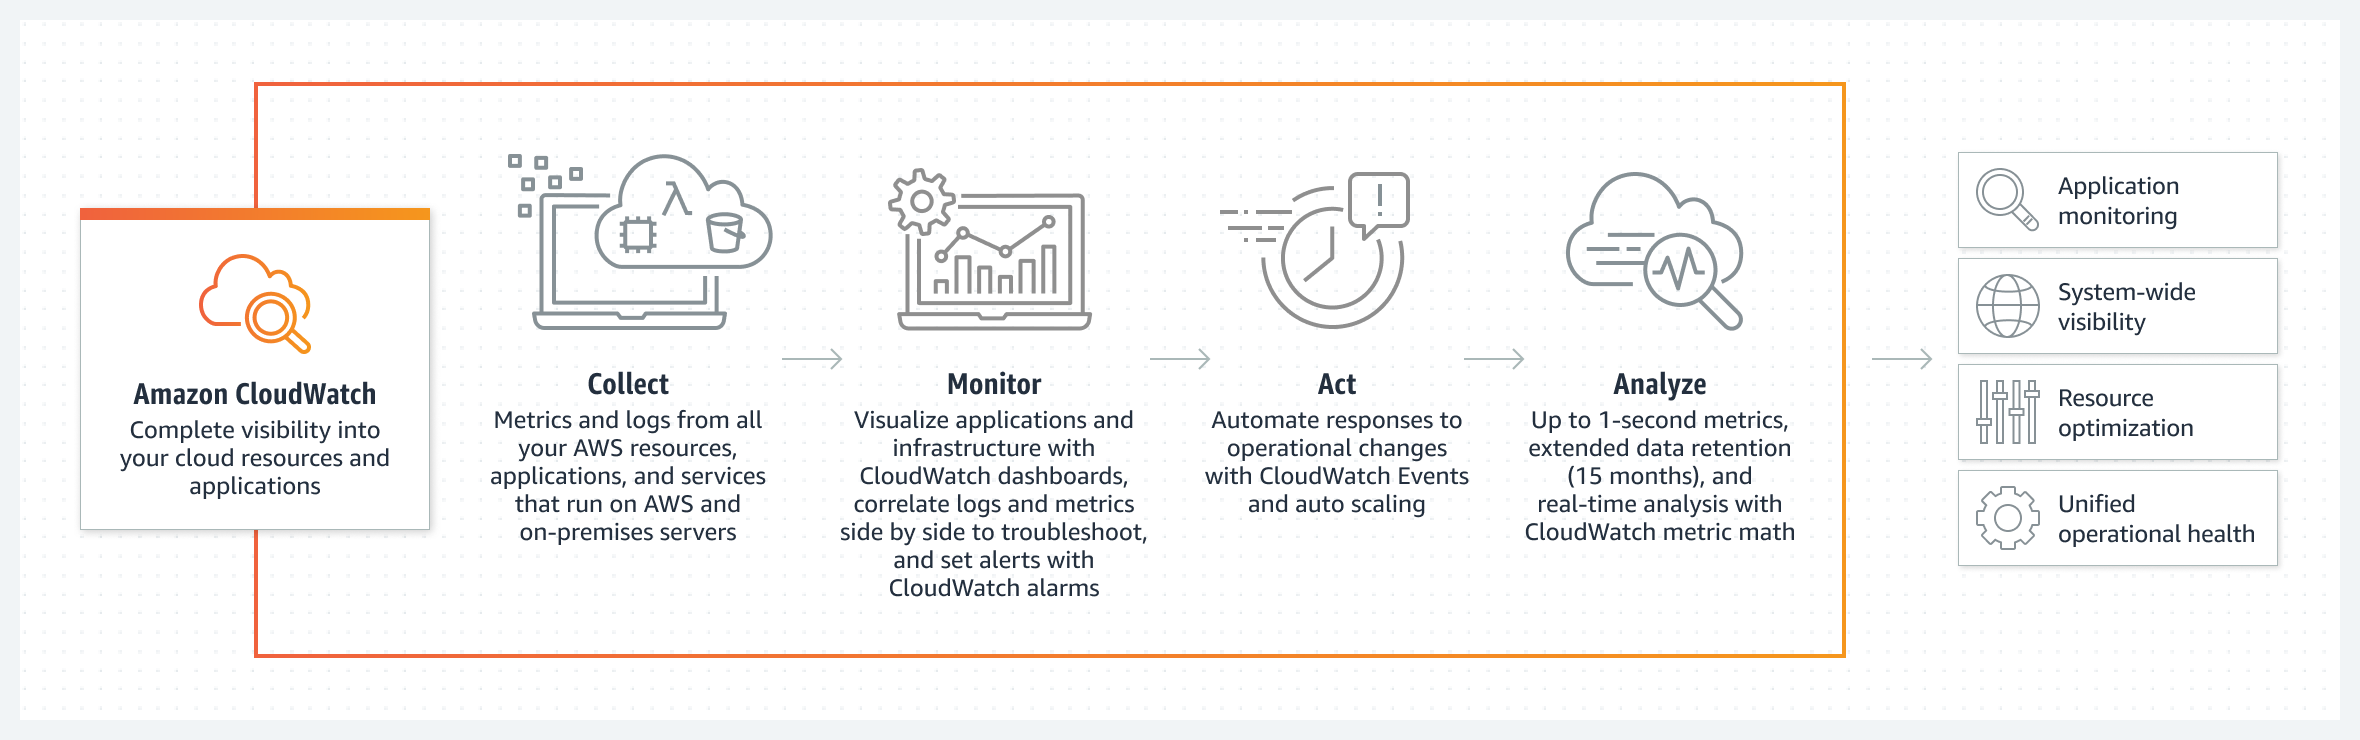 Amazon CloudWatch
Complete visibility into
your cloud resources and
applications
Collect
Metrics and logs from all
your AWS resources,
applications, and services
that run on AWS and
on-premises servers
Monitor
Visualize applications and
infrastructure with
CloudWatch dashboards,
correlate logs and metrics
side by side to troubleshoot,
and set alerts with
CloudWatch alarms
Act
Automate responses to
operational changes
with CloudWatch Events
and auto scaling
Analyze
Up to 1-second metrics,
extended data retention
(15 months), and
real-time analysis with
CloudWatch metric math
Application
monitoring
System-wide
visibility
Resource
optimization
Unified
operational health